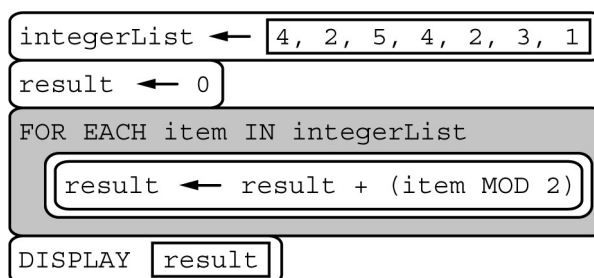 integerList ← 4, 2, 5, 4, 2, 3, 1
result ← 0
FOR EACH item IN integerList
result ← result + (item MOD 2)
DISPLAY result